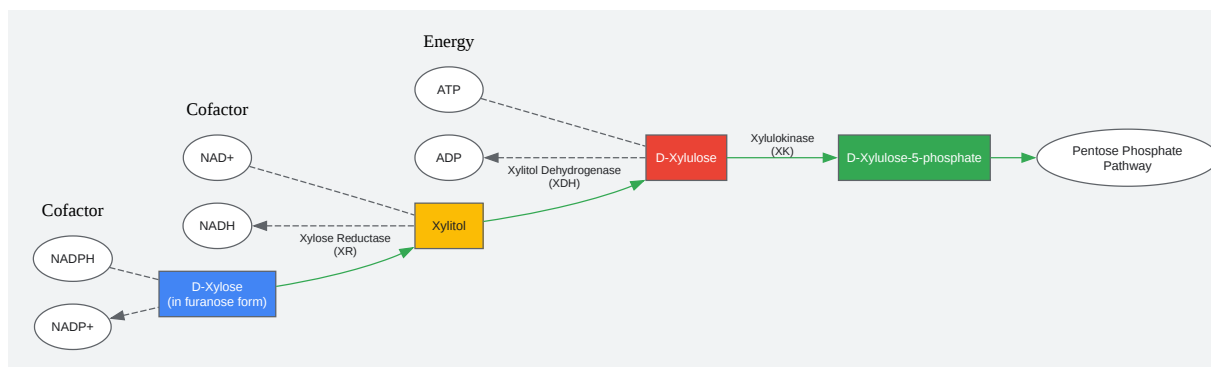 Energy
ATP
Cofactor
NAD+
ADP
D-Xylulose
Xylulokinase
(XK)
D-Xylulose-5-phosphate
Pentose Phosphate
Pathway
Xylitol Dehydrogenase
(XDH)
Cofactor
NADH
Xylitol
Xylose Reductase
(XR)
NADPH
D-Xylose
(in furanose form)
NADP+